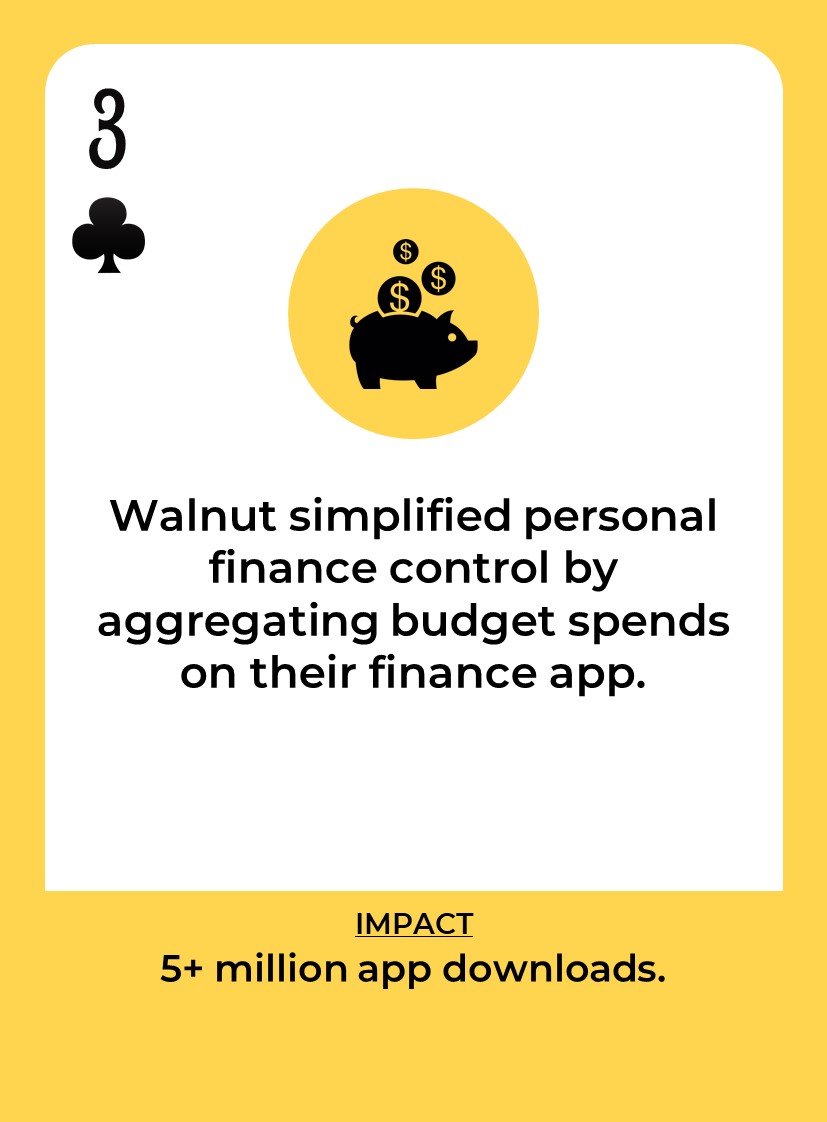 3
$
$
$
Walnut simplified personal
finance control by
aggregating budget spends
on their finance app.
IMPACT
5+ million app downloads.